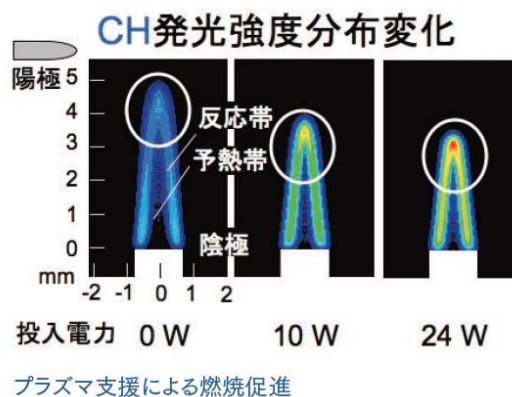 CH発光強度分布変化
陽極
5
4
3
2
1
0
mm
反応帯
予熱帯
陰極
-2 -1 0 1 2
投入電力 0 W 10 W 24 W
プラズマ支援による燃焼促進